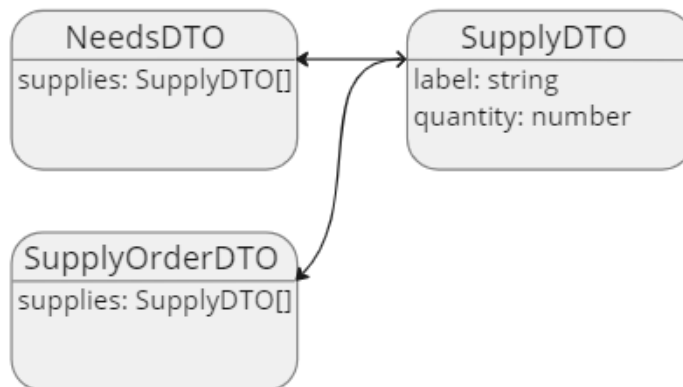 NeedsDTO
supplies: SupplyDTO[]
SupplyDTO
label: string
quantity: number
SupplyOrderDTO
supplies: SupplyDTO[]